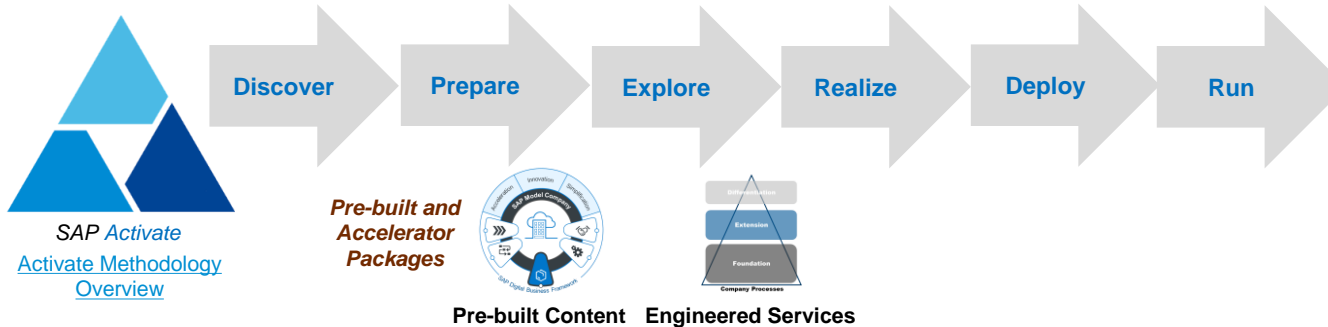 Discover
Prepare
Explore
Realize
Deploy
Run
SAP Activate
Activate Methodology
Overview
Pre-built and
Accelerator
Packages
Acceleration
Innovation
Simplification
SAP Model Company
SAP Digital Business Framework
Pre-built Content
Differentiation
Extension
Foundation
Company Processes
Engineered Services